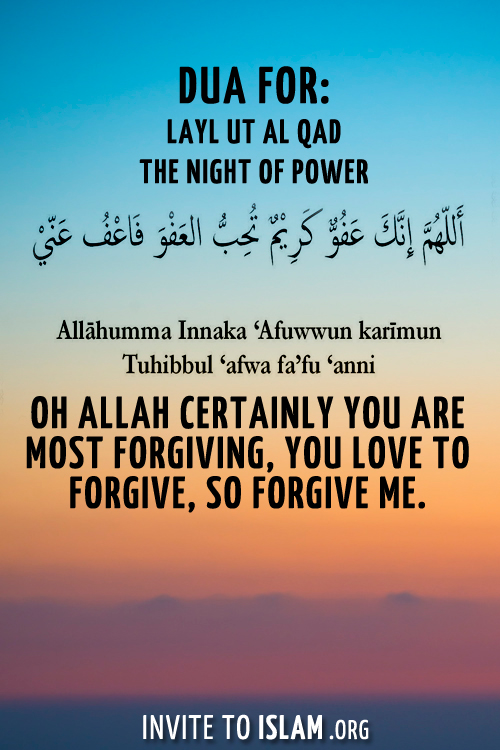 DUA FOR:
LAYL UT AL QAD
THE NIGHT OF POWER
أَللّٰهُمَّ إِنَّكَ عَفُوٌّ كَرِيْمٌ تُحِبُّ العَفْوَ فَاعْفُ عَنِّيْ
Allāhumma Innaka ‘Afuwwun karīmun
Tuhibbul ‘afwa fa’fu ‘anni
OH ALLAH CERTAINLY YOU ARE
MOST FORGIVING, YOU LOVE TO
FORGIVE, SO FORGIVE ME.
INVITE TO ISLAM.ORG